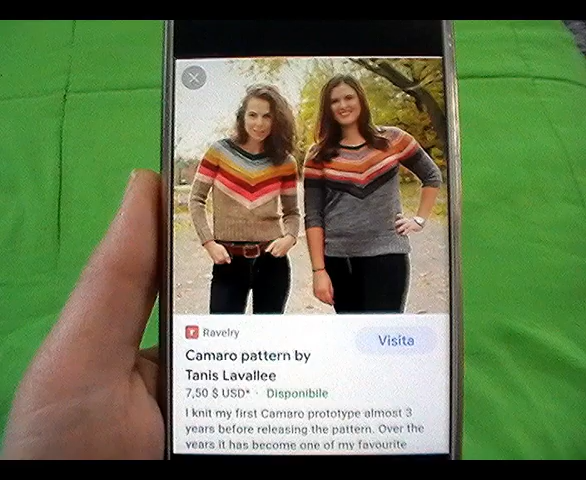 Ravelry
Visita
Camaro pattern by
Tanis Lavallee
7,50 $ USD* · Disponibile
I knit my first Camaro prototype almost 3
years before releasing the pattern. Over the
years it has become one of my favourite